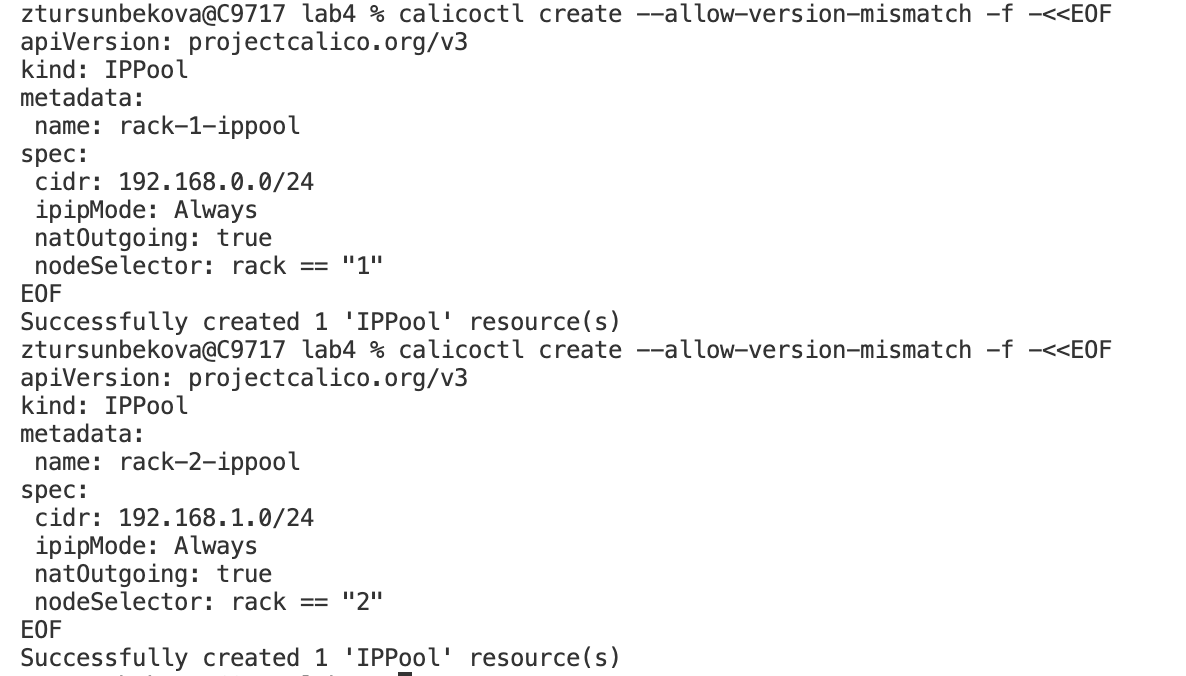 ztursunbekova@C9717 lab4 % calicoctl create --allow-version-mismatch -f -<<EOF
apiVersion: projectcalico.org/v3
kind: IPPool
metadata:
 name: rack-1-ippool
spec:
 cidr: 192.168.0.0/24
 ipipMode: Always
 natOutgoing: true
 nodeSelector: rack == "1"
EOF
Successfully created 1 'IPPool' resource(s)
ztursunbekova@C9717 lab4 % calicoctl create --allow-version-mismatch -f -<<EOF
apiVersion: projectcalico.org/v3
kind: IPPool
metadata:
 name: rack-2-ippool
spec:
 cidr: 192.168.1.0/24
 ipipMode: Always
 natOutgoing: true
 nodeSelector: rack == "2"
EOF
Successfully created 1 'IPPool' resource(s)